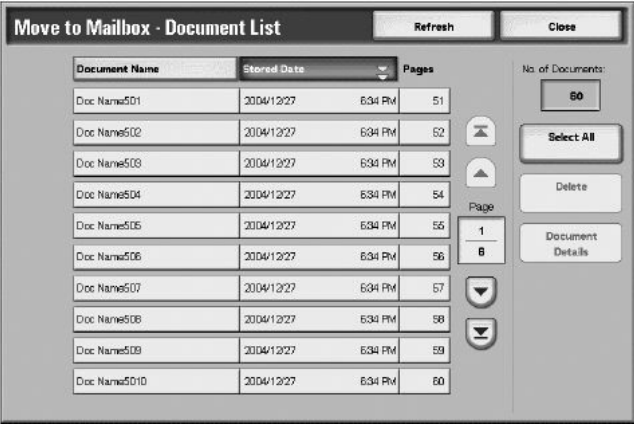 Move to Mailbox - Document List Refresh Close
Document Name Stored Date Pages No. of Documents:
Doc Name501 2004/12/27 6:34 PM 51 60
Doc Name502 2004/12/27 6:34 PM 52 Select All
Doc Name503 2004/12/27 6:34 PM 53
Doc Name504 2004/12/27 6:34 PM 54 Delete
Page
Doc Name505 2004/12/27 6:34 PM 55 1
Doc Name506 2004/12/27 6:34 PM 56 6 Document Details
Doc Name507 2004/12/27 6:34 PM 57
Doc Name508 2004/12/27 6:34 PM 58
Doc Name509 2004/12/27 6:34 PM 59
Doc Name5010 2004/12/27 6:34 PM 60